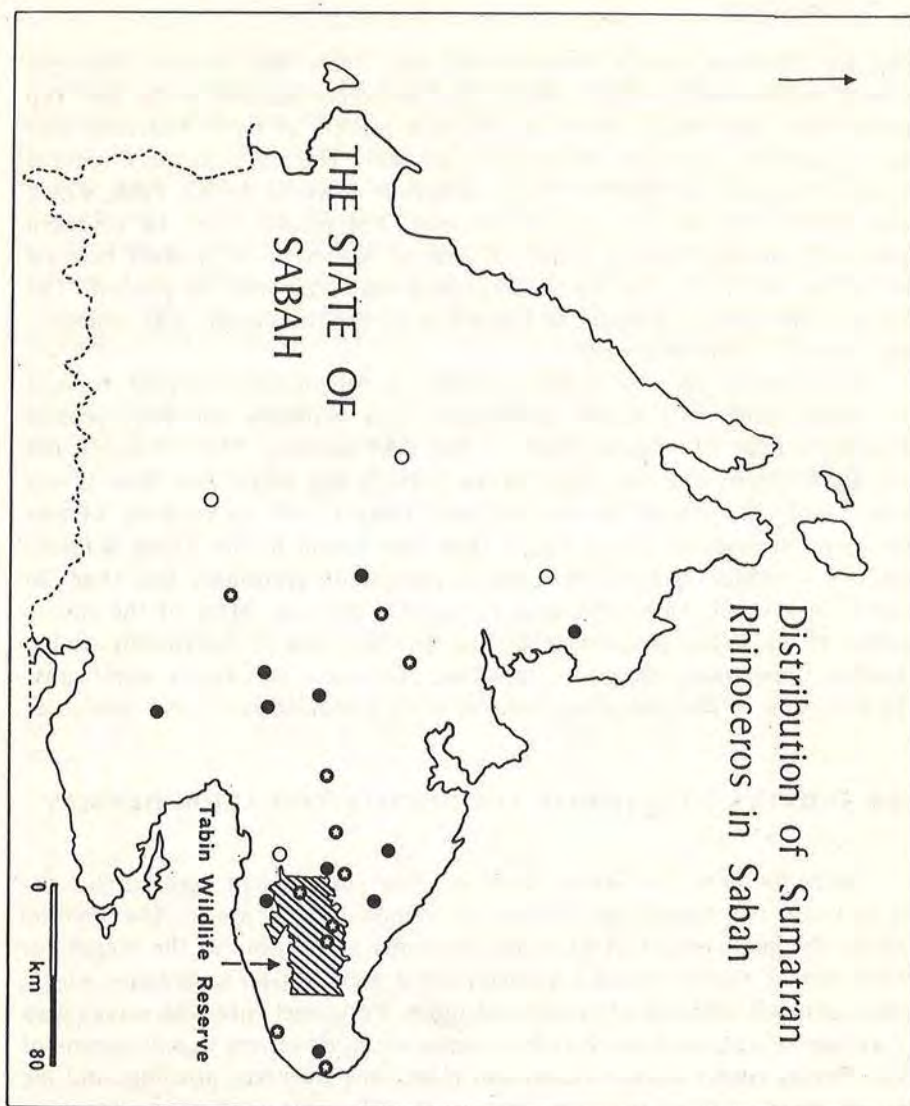 Distribution of Sumatran
Rhinoceros in Sabah
THE STATE OF
SABAH
Tabin Wildlife Reserve
0 km 80